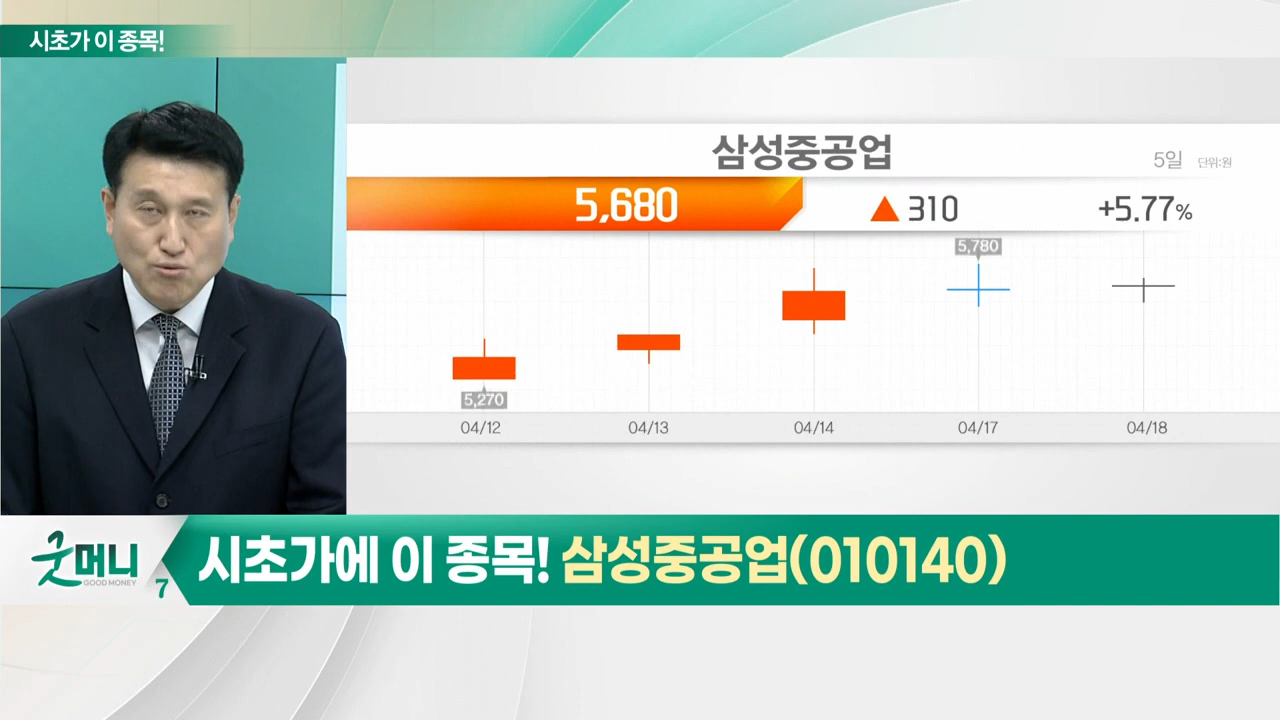 시초가 이 종목!
삼성중공업
5일 단위:원
5,680 ▲ 310 +5.77%
5,780
5,270
04/12 04/13 04/14 04/17 04/18
굿머니
GOOD MONEY
7
시초가에 이 종목! 삼성중공업(010140)